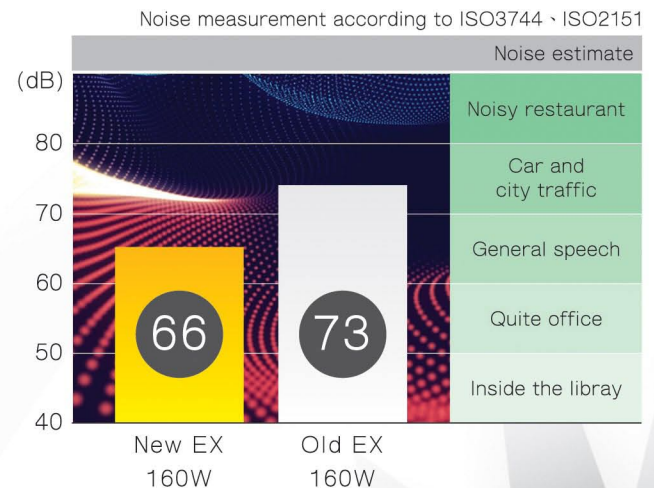 Noise measurement according to ISO3744、ISO2151
Noise estimate
(dB)
Noisy restaurant
80
Car and
city traffic
70
General speech
60
Quite office
50
Inside the libray
40
66
73
New EX
160W
Old EX
160W